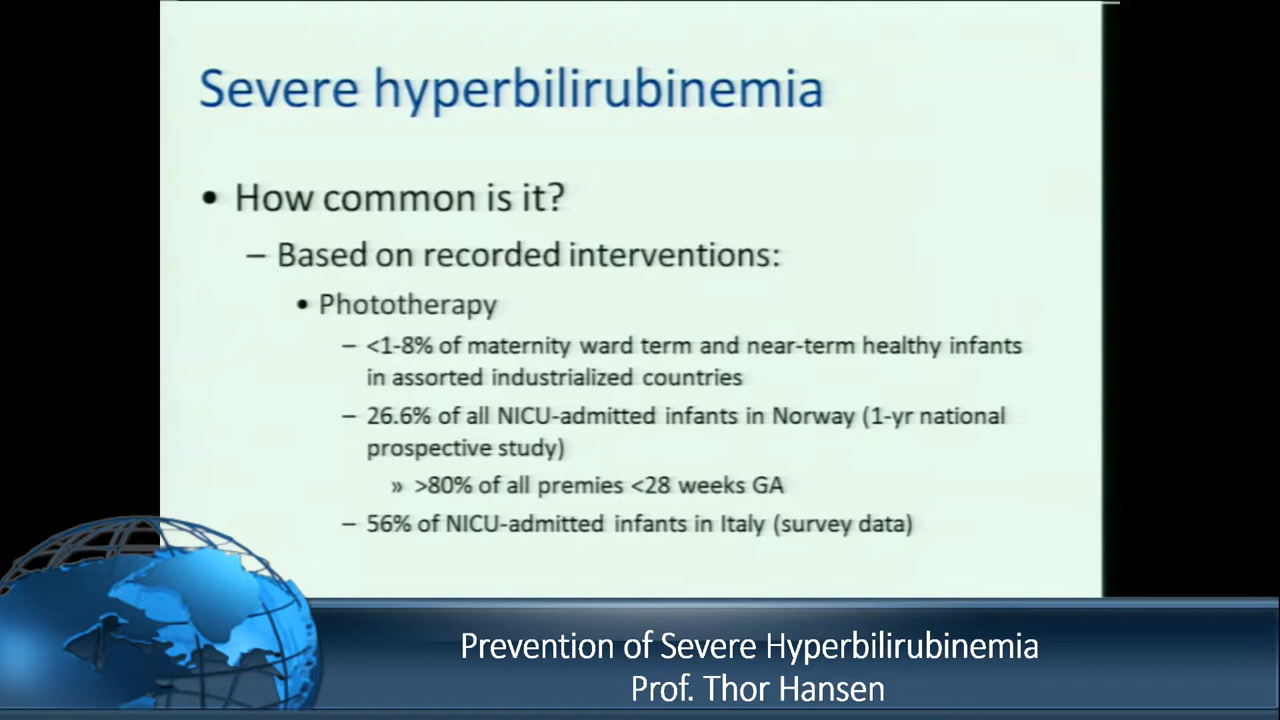 Severe hyperbilirubinemia
• How common is it?
– Based on recorded interventions:
• Phototherapy
– <1-8% of maternity ward term and near-term healthy infants
in assorted industrialized countries
– 26.6% of all NICU-admitted infants in Norway (1-yr national
prospective study)
» >80% of all premies <28 weeks GA
– 56% of NICU-admitted infants in Italy (survey data)
Prevention of Severe Hyperbilirubinemia
Prof. Thor Hansen